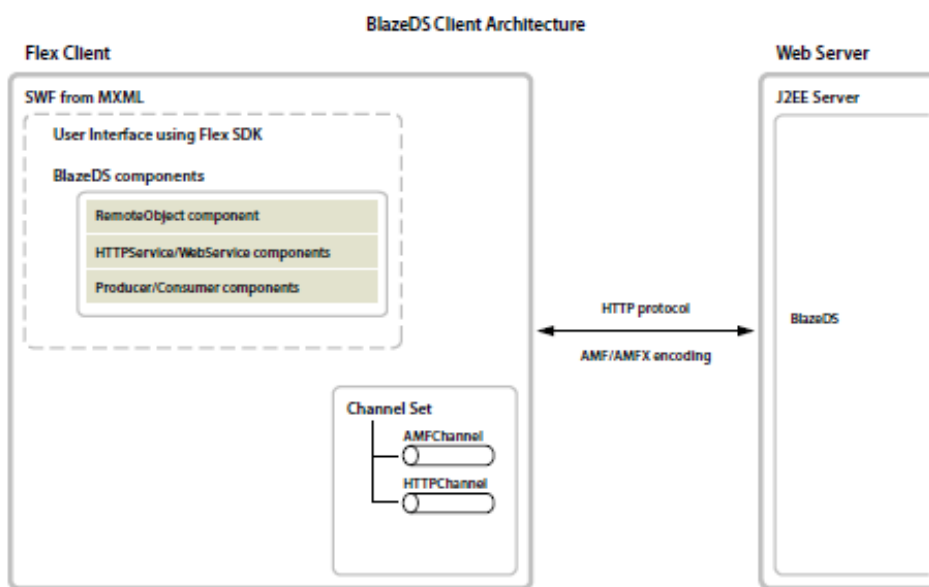 BlazeDS Client Architecture
Flex Client
Web Server
SWF from MXML
J2EE Server
User Interface using Flex SDK
BlazeDS components
RemoteObject component
HTTPService/WebService components
Producer/Consumer components
HTTP protocol
BlazeDS
AMF/AMFX encoding
Channel Set
AMFChannel
HTTPChannel